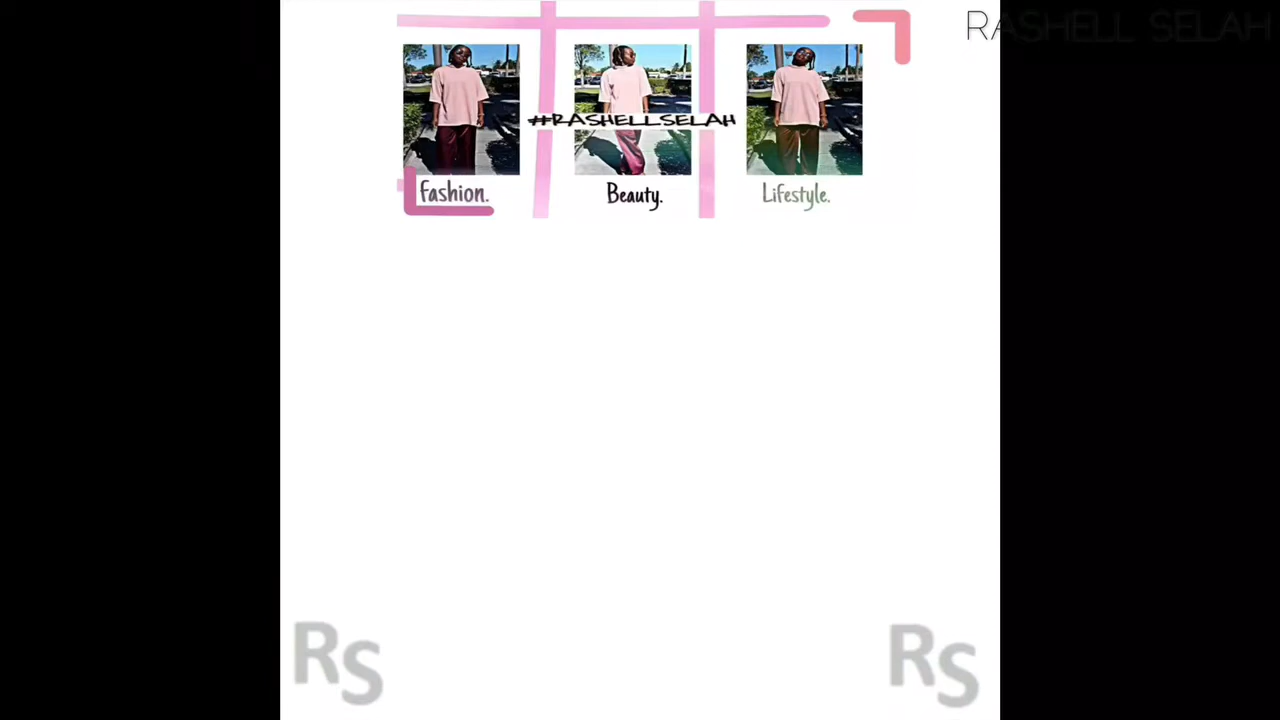 RASHELL SELAH
#RASHELLSELAH
fashion.
Beauty.
Lifestyle.
RS
RS